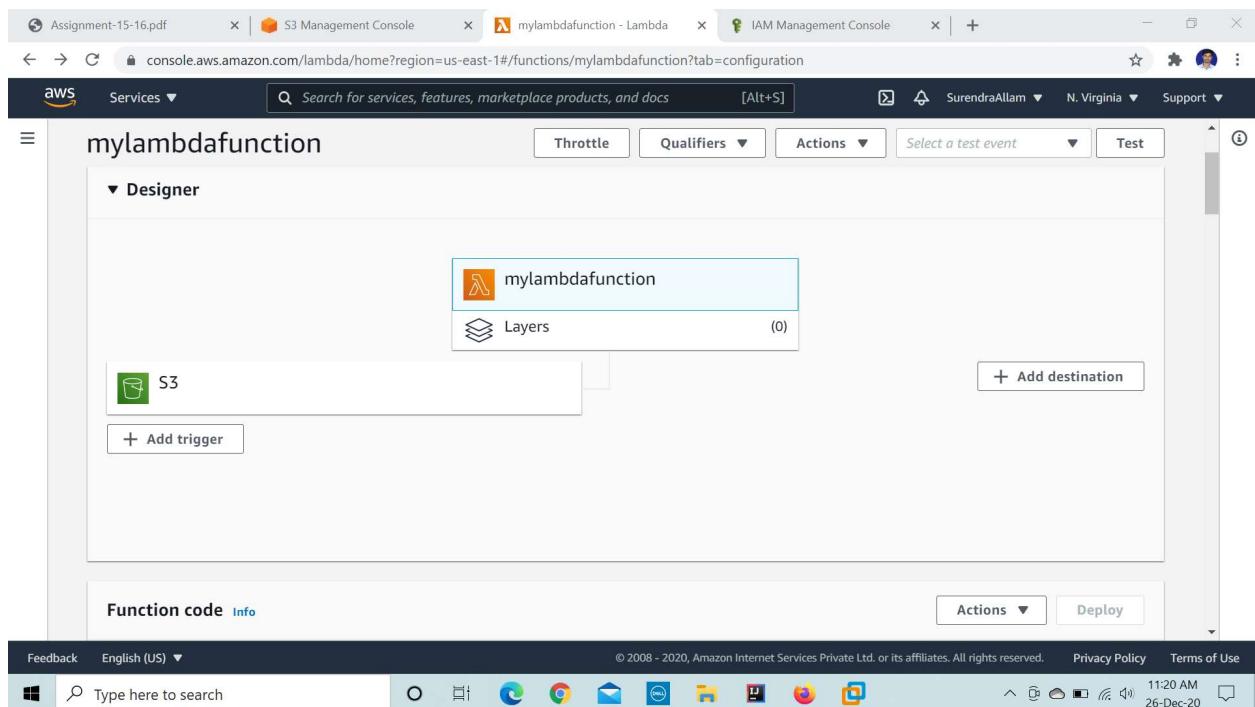 Assignment-15-16.pdf S3 Management Console mylambdafunction - Lambda IAM Management Console
console.aws.amazon.com/lambda/home?region=us-east-1#/functions/mylambdafunction?tab=configuration
aws Services ▼ Search for services, features, marketplace products, and docs [Alt+S] SurendraAllam ▼ N. Virginia ▼ Support ▼
mylambdafunction Throttle Qualifiers ▼ Actions ▼ Select a test event ▼ Test
▼ Designer
mylambdafunction
Layers (0)
S3
+ Add destination
+ Add trigger
Function code Info Actions ▼ Deploy
Feedback English (US) ▼ © 2008 - 2020, Amazon Internet Services Private Ltd. or its affiliates. All rights reserved. Privacy Policy Terms of Use
Type here to search DELL 11:20 AM
26-Dec-20